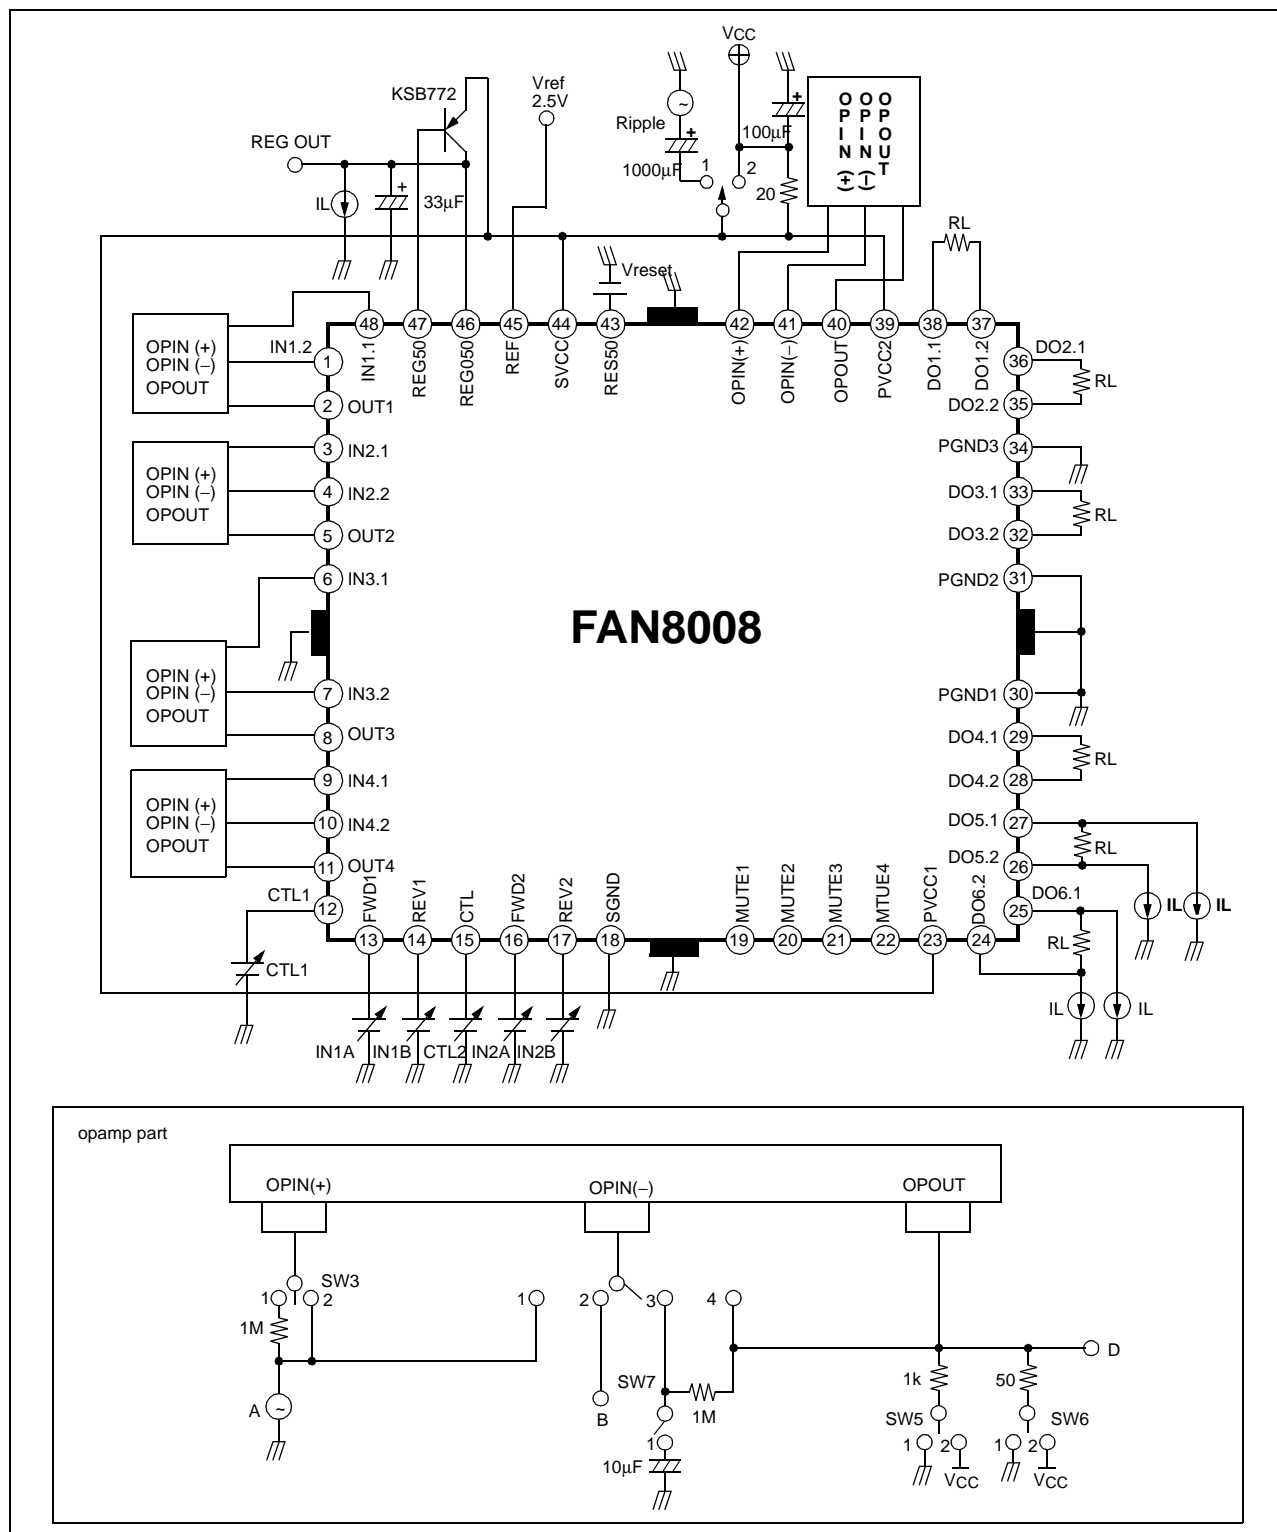 VCC
KSB772
Vref
2.5V
Ripple
1000µF
100µF
OPIN (+)
OPIN (−)
OPOUT
REG OUT
IL
33µF
1
2
20
RL
Vreset
OPIN (+)
OPIN (−)
OPOUT
IN1.2
48
47
46
45
44
43
42
41
40
39
38
37
IN1.1
REG50
REG050
REF
SVCC
RES50
OPIN(+)
OPIN(−)
OPOUT
PVCC2
DO1.1
DO1.2
1
2 OUT1
3 IN2.1
4 IN2.2
5 OUT2
6 IN3.1
7 IN3.2
8 OUT3
9 IN4.1
10 IN4.2
11 OUT4
CTL1
12
OPIN (+)
OPIN (−)
OPOUT
OPIN (+)
OPIN (−)
OPOUT
OPIN (+)
OPIN (−)
OPOUT
FAN8008
36 DO2.1
RL
DO2.2 35
PGND3 34
DO3.1 33
RL
DO3.2 32
PGND2 31
PGND1 30
DO4.1 29
RL
DO4.2 28
DO5.1 27
RL
DO5.2 26
DO6.1
25
IL
IL
RL
IL
IL
FWD1
REV1
CTL
FWD2
REV2
SGND
MUTE1
MUTE2
MUTE3
MTUE4
PVCC1
DO6.2
13
14
15
16
17
18
19
20
21
22
23
24
CTL1
IN1A
IN1B
CTL2
IN2A
IN2B
opamp part
OPIN(+)
OPIN(−)
OPOUT
SW3
1
2
1
2
3
4
1M
A
B
SW7
1M
1
10µF
D
1k
50
SW5
SW6
1
2
1
2
VCC
VCC